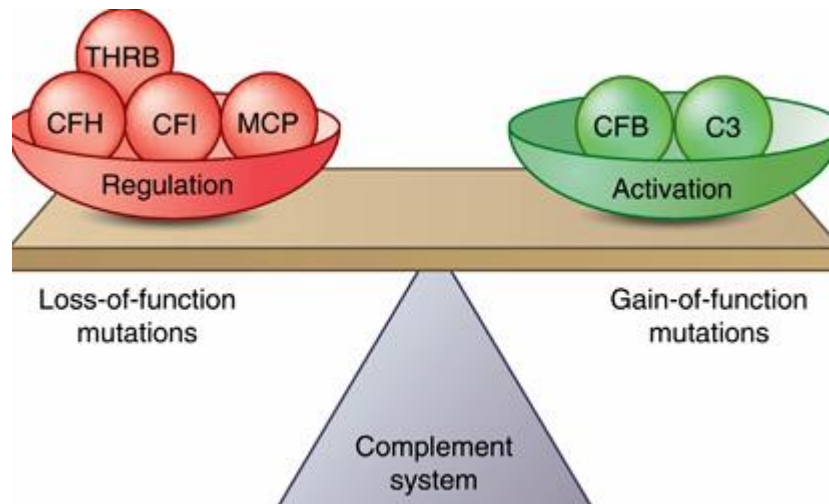 THRB
CFH CFI MCP
CFB C3
Regulation
Activation
Loss-of-function
mutations
Gain-of-function
mutations
Complement
system